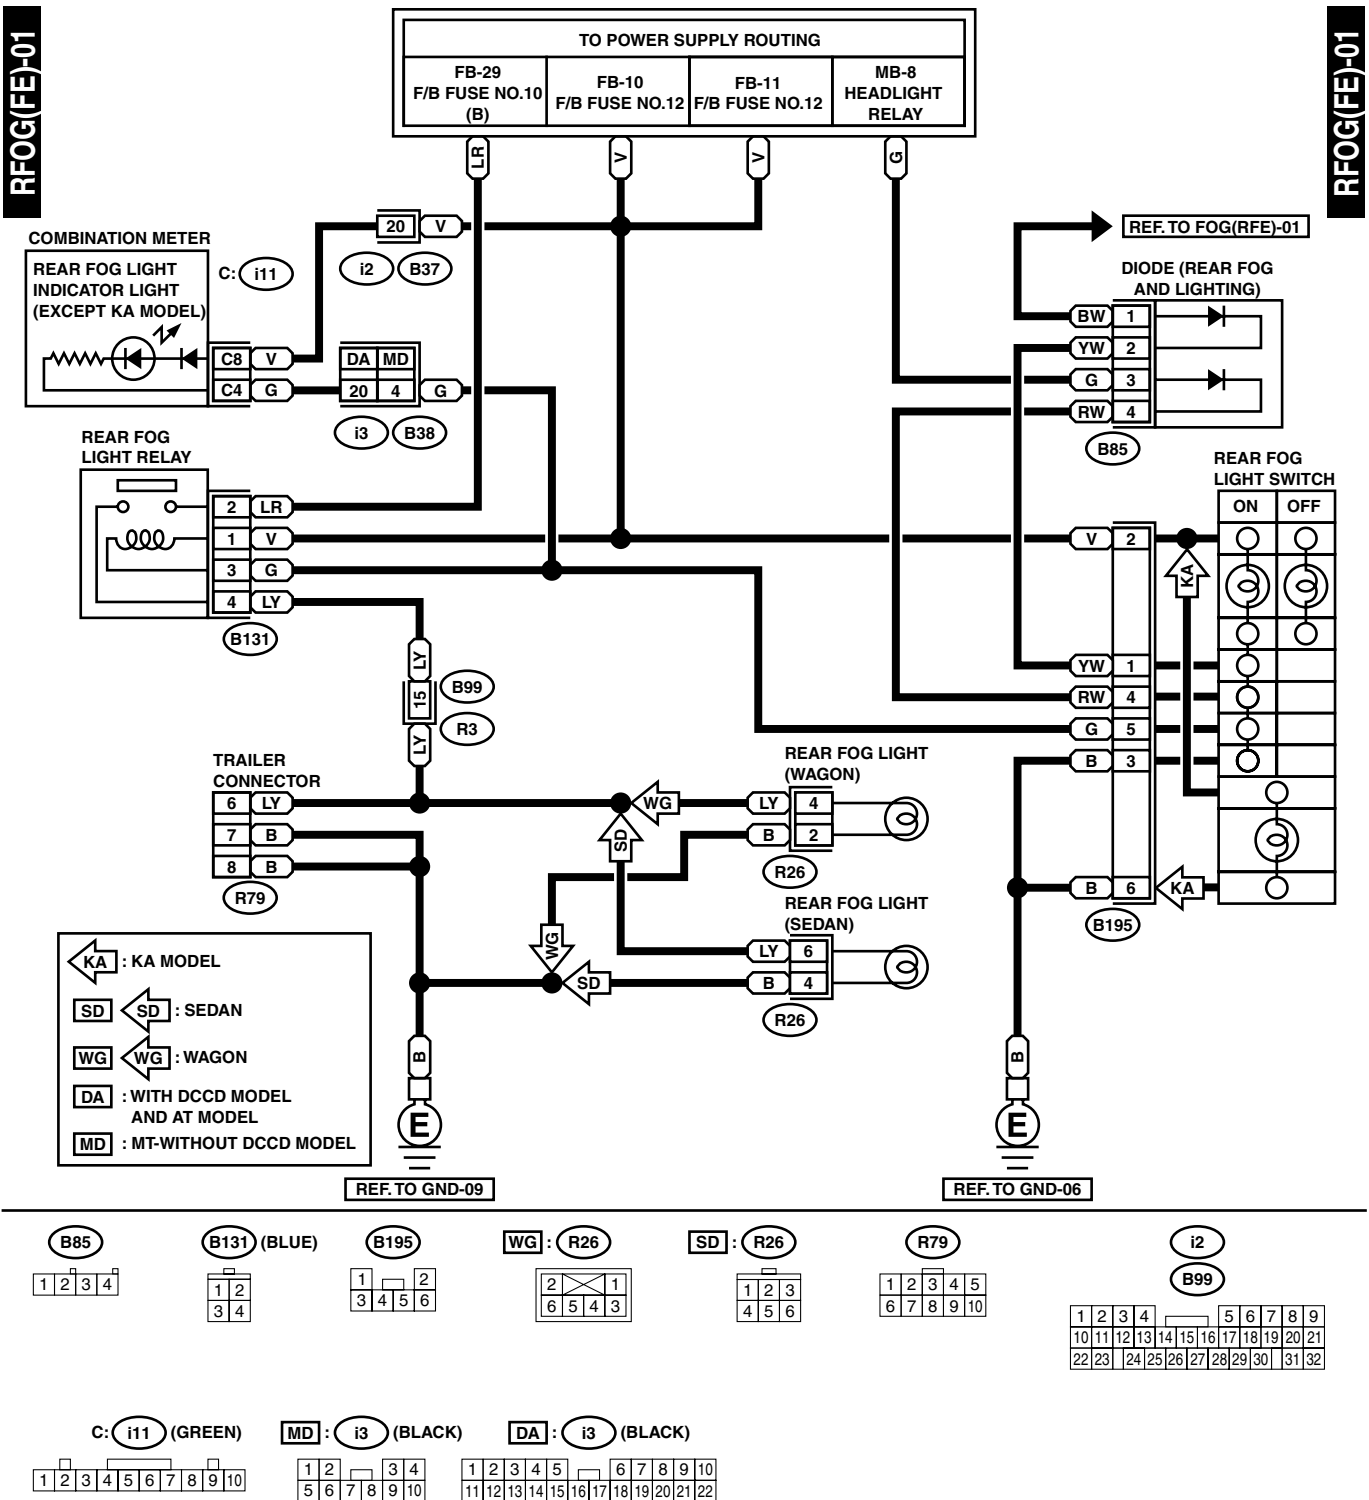 RFOG(FE)-01
RFOG(FE)-01
TO POWER SUPPLY ROUTING
FB-29
F/B FUSE NO.10
(B)
FB-10
F/B FUSE NO.12
FB-11
F/B FUSE NO.12
MB-8
HEADLIGHT
RELAY
LR
V
V
G
COMBINATION METER
REAR FOG LIGHT
INDICATOR LIGHT
(EXCEPT KA MODEL)
C: i11
20 V
i2 B37
C8 V
C4 G
DA MD
20 4 G
i3 B38
REF. TO FOG(RFE)-01
DIODE (REAR FOG
AND LIGHTING)
BW 1
YW 2
G 3
RW 4
B85
REAR FOG
LIGHT RELAY
2 LR
1 V
3 G
4 LY
B131
LY
15
LY
B99
R3
REAR FOG
LIGHT SWITCH
ON OFF
V 2
KA
YW 1
RW 4
G 5
B 3
B 6
KA
B195
TRAILER
CONNECTOR
6 LY
7 B
8 B
R79
REAR FOG LIGHT
(WAGON)
WG
LY 4
B 2
R26
SD
REAR FOG LIGHT
(SEDAN)
WG
LY 6
SD
B 4
R26
KA : KA MODEL
SD SD : SEDAN
WG WG : WAGON
DA : WITH DCCD MODEL
AND AT MODEL
MD : MT-WITHOUT DCCD MODEL
B
E
REF. TO GND-09
B
E
REF. TO GND-06
B85
1 2 3 4
B131 (BLUE)
1 2
3 4
B195
1 2
3 4 5 6
WG : R26
2 1
6 5 4 3
SD : R26
1 2 3
4 5 6
R79
1 2 3 4 5
6 7 8 9 10
i2
B99
1 2 3 4 5 6 7 8 9
10 11 12 13 14 15 16 17 18 19 20 21
22 23 24 25 26 27 28 29 30 31 32
C: i11 (GREEN)
1 2 3 4 5 6 7 8 9 10
MD : i3 (BLACK)
1 2 3 4
5 6 7 8 9 10
DA : i3 (BLACK)
1 2 3 4 5 6 7 8 9 10
11 12 13 14 15 16 17 18 19 20 21 22